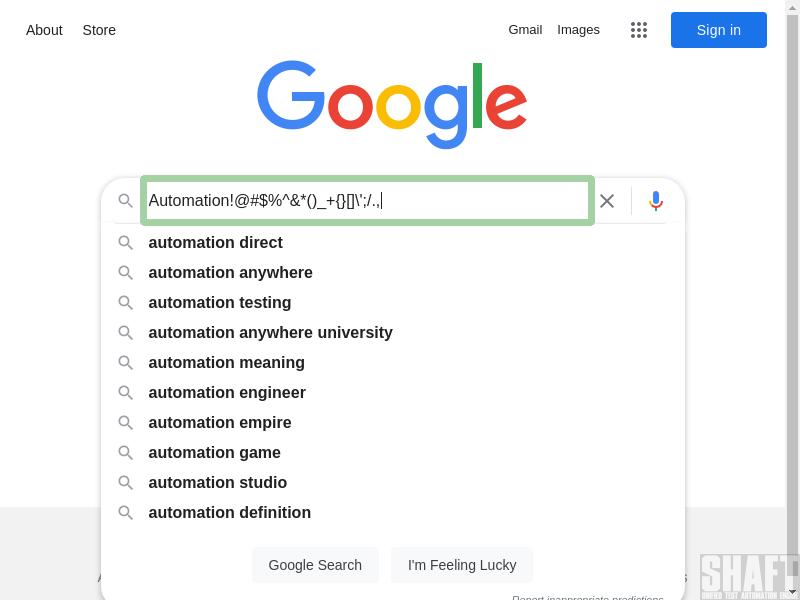 About Store Gmail Images Sign in
Google
Automation!@#$%^&*()_+{}[]\';/.,
automation direct
automation anywhere
automation testing
automation anywhere university
automation meaning
automation engineer
automation empire
automation game
automation studio
automation definition
Google Search I'm Feeling Lucky
Report inappropriate predictions
SHAFT